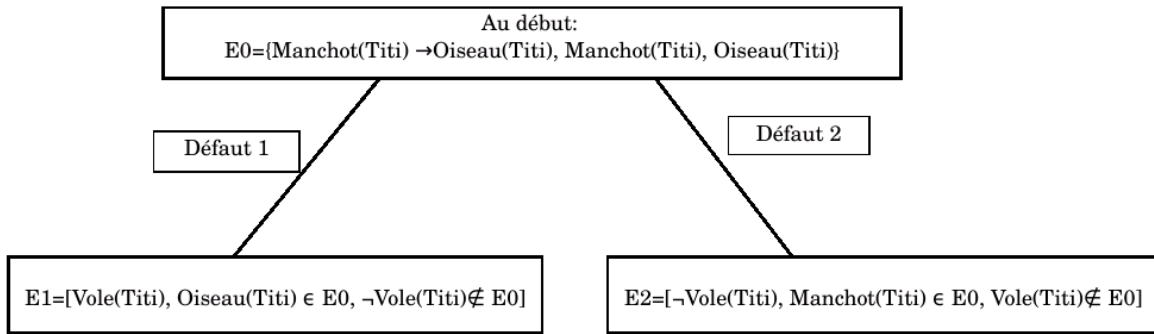 Au début:
E0={Manchot(Titi) →Oiseau(Titi), Manchot(Titi), Oiseau(Titi)}
Défaut 1
Défaut 2
E1=[Vole(Titi), Oiseau(Titi) ∈ E0, ¬Vole(Titi)∉ E0]
E2=[¬Vole(Titi), Manchot(Titi) ∈ E0, Vole(Titi)∉ E0]